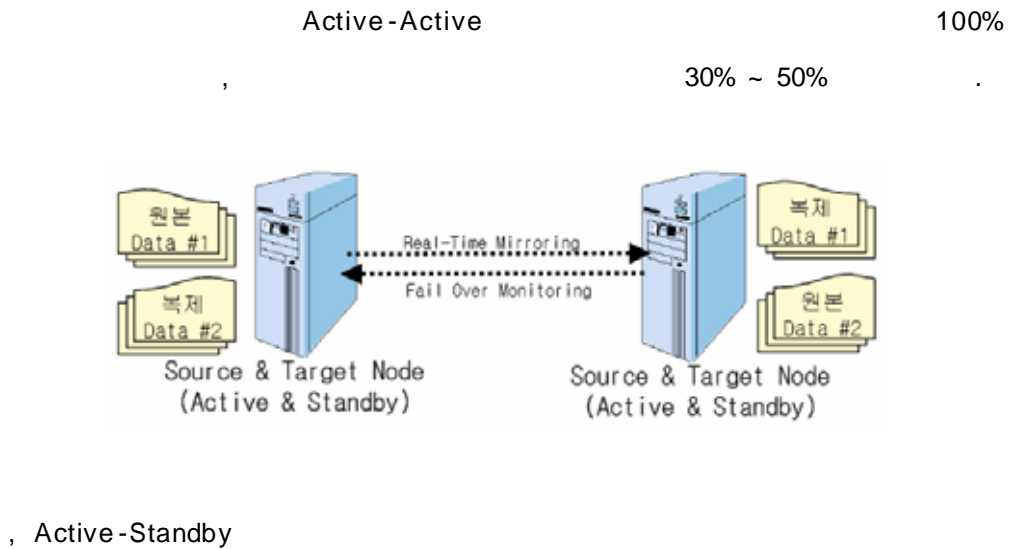 Active-Active 100%
, 30% ~ 50% .
원본
Data #1
복제
Data #2
Real-Time Mirroring
Fail Over Monitoring
복제
Data #1
원본
Data #2
Source & Target Node
(Active & Standby)
Source & Target Node
(Active & Standby)
, Active-Standby